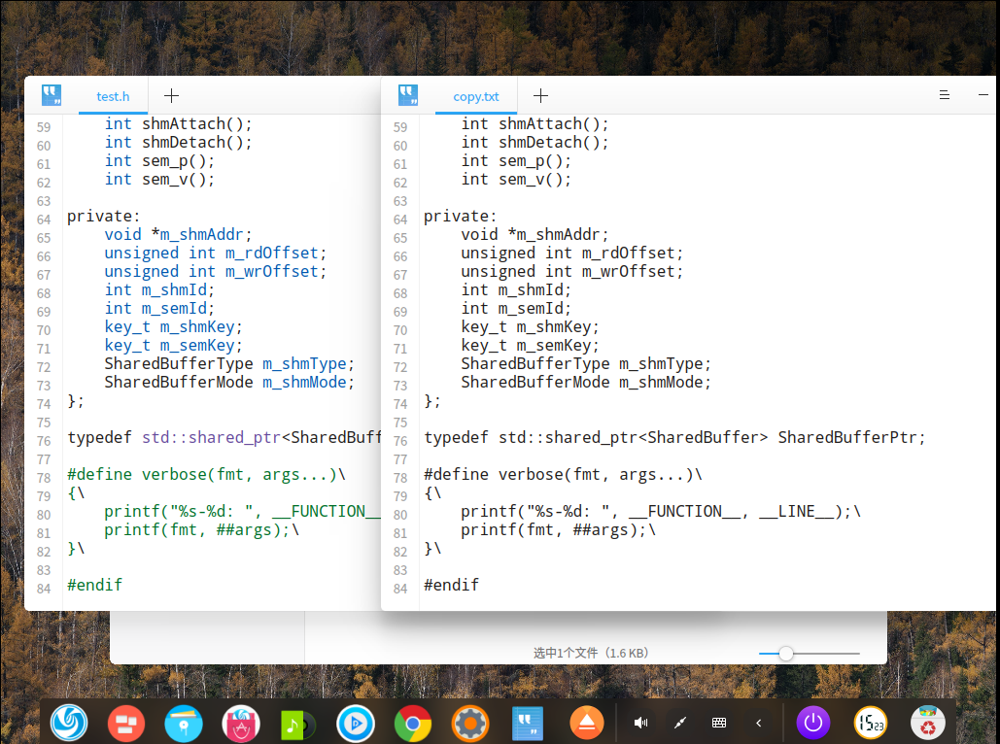 test.h
59 int shmAttach();
60 int shmDetach();
61 int sem_p();
62 int sem_v();
63
64 private:
65 void *m_shmAddr;
66 unsigned int m_rdOffset;
67 unsigned int m_wrOffset;
68 int m_shmId;
69 int m_semId;
70 key_t m_shmKey;
71 key_t m_semKey;
72 SharedBufferType m_shmType;
73 SharedBufferMode m_shmMode;
74 };
75
76 typedef std::shared_ptr<SharedBuff
77
78 #define verbose(fmt, args...)\
79 {\
80 printf("%s-%d: ", __FUNCTION__
81 printf(fmt, ##args);\
82 }\
83
84 #endif
copy.txt
59 int shmAttach();
60 int shmDetach();
61 int sem_p();
62 int sem_v();
63
64 private:
65 void *m_shmAddr;
66 unsigned int m_rdOffset;
67 unsigned int m_wrOffset;
68 int m_shmId;
69 int m_semId;
70 key_t m_shmKey;
71 key_t m_semKey;
72 SharedBufferType m_shmType;
73 SharedBufferMode m_shmMode;
74 };
75
76 typedef std::shared_ptr<SharedBuffer> SharedBufferPtr;
77
78 #define verbose(fmt, args...)\
79 {\
80 printf("%s-%d: ", __FUNCTION__, __LINE__);\
81 printf(fmt, ##args);\
82 }\
83
84 #endif
选中1个文件（1.6 KB）
15 23